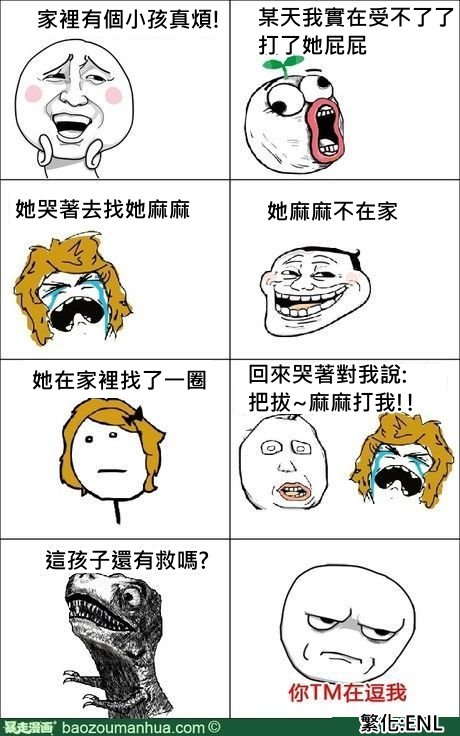 家裡有個小孩真煩!
某天我實在受不了了
打了她屁屁
她哭著去找她麻麻
她麻麻不在家
她在家裡找了一圈
回來哭著對我說:
把拔~麻麻打我!!
這孩子還有救嗎?
你TM在逗我
暴走漫画 baozoumanhua.com ©
繁化:ENL